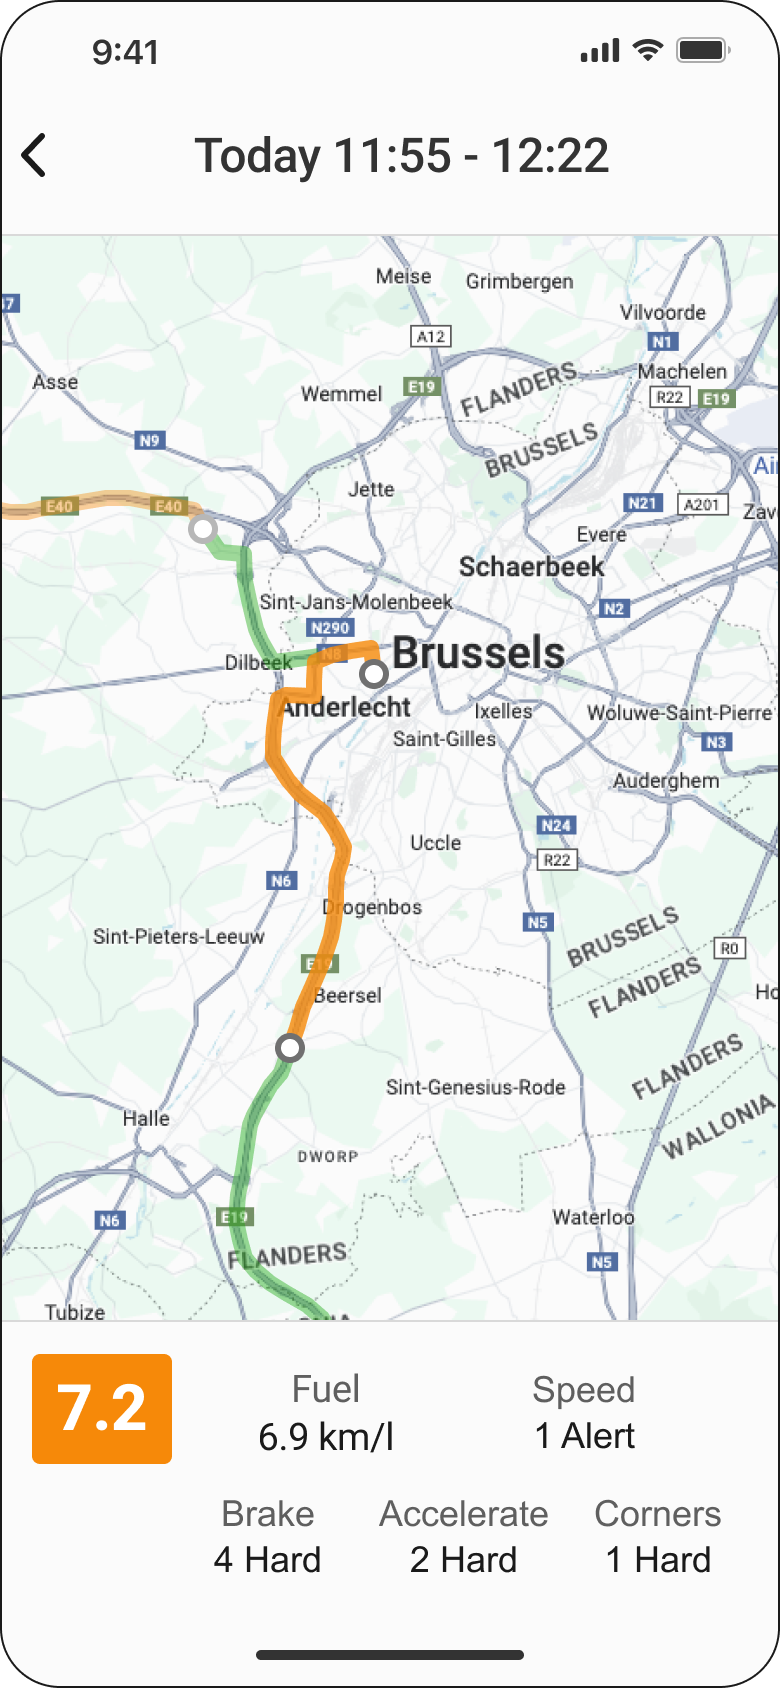 9:41
Today 11:55 - 12:22
Meise
Grimbergen
47
Vilvoorde
A12
N1
Machelen
Asse
Wemmel
E19
FLANDERS
R22
E19
N9
BRUSSELS
Air
Jette
E40
E40
N21
A201
Zav
Evere
Schaerbeek
Sint-Jans-Molenbeek
N2
N290
N8
Brussels
Dilbeek
Anderlecht
Ixelles
Woluwe-Saint-Pierre
Saint-Gilles
N3
Auderghem
N24
Uccle
R22
N6
Drogenbos
N5
BRUSSELS
Sint-Pieters-Leeuw
R0
E19
FLANDERS
Beersel
Ho
FLANDERS
Sint-Genesius-Rode
WALLONIA
Halle
DWORP
N6
E19
Waterloo
FLANDERS
N5
Tubize
7.2
Fuel
6.9 km/l
Speed
1 Alert
Brake
4 Hard
Accelerate
2 Hard
Corners
1 Hard